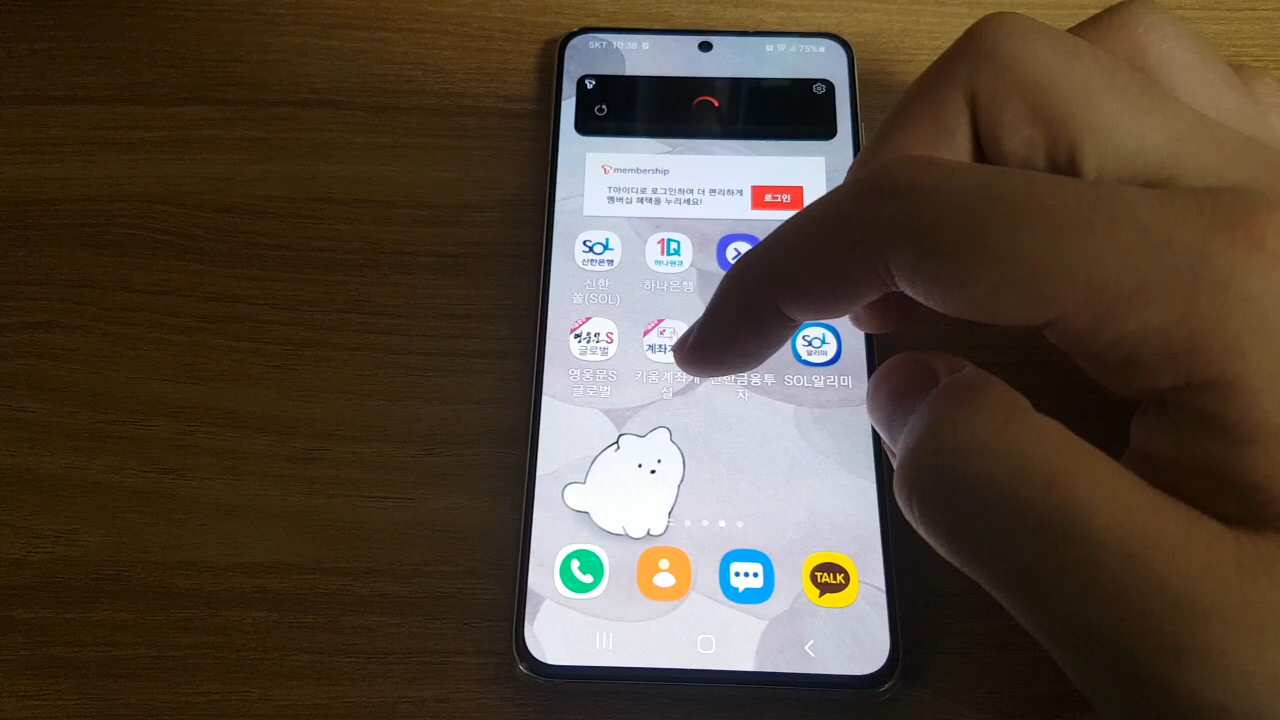 SKT 10:38
75%
membership
T아이디로 로그인하여 더 편리하게
멤버십 혜택을 누리세요!
로그인
SOL
신한은행
1Q
하나원큐
신한
쏠(SOL)
하나은행
영웅문S
글로벌
계좌
SOL
알리미
영웅문S
글로벌
키움계좌개
설
신한금융투
자
SOL알리미
TALK